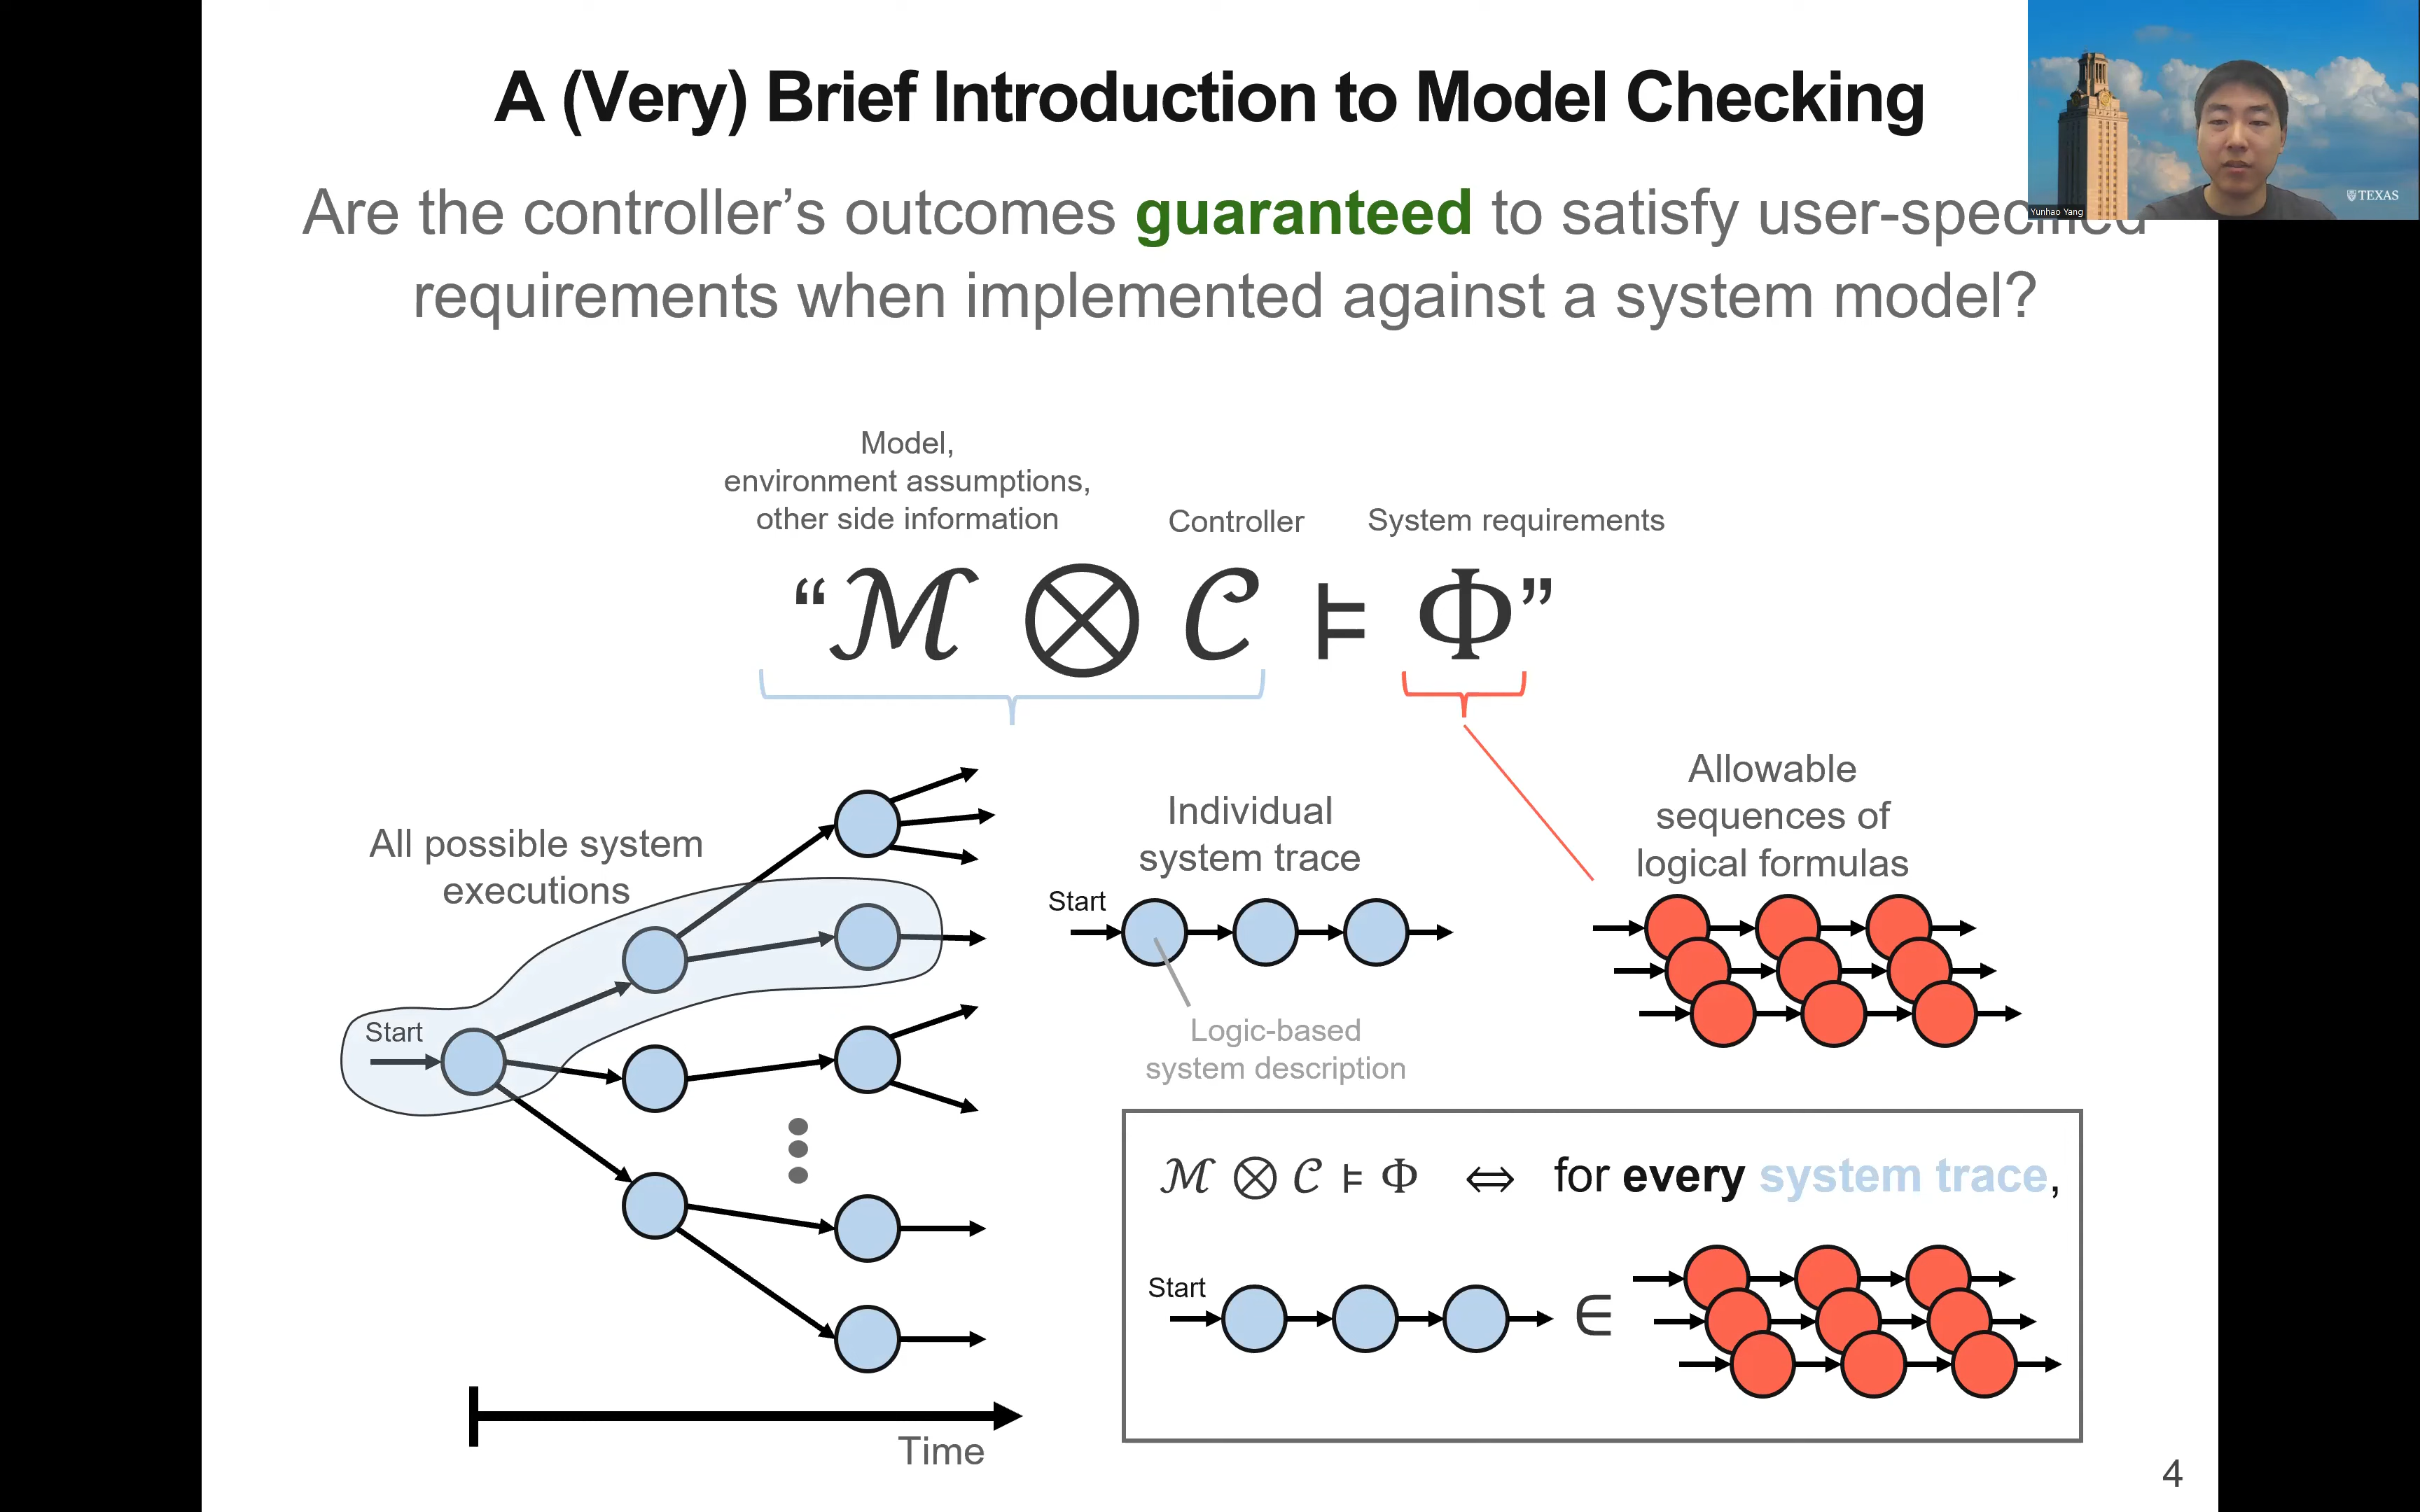 A (Very) Brief Introduction to Model Checking
TEXAS
Yunhao Yang
Are the controller’s outcomes guaranteed to satisfy user-specified
requirements when implemented against a system model?
Model,
environment assumptions,
other side information
Controller
System requirements
“ℳ ⊗ 𝒞 ⊧ Φ”
All possible system
executions
Start
Individual
system trace
Start
Logic-based
system description
Allowable
sequences of
logical formulas
ℳ ⊗ 𝒞 ⊧ Φ ⇔ for every system trace,
Start
∈
Time
4